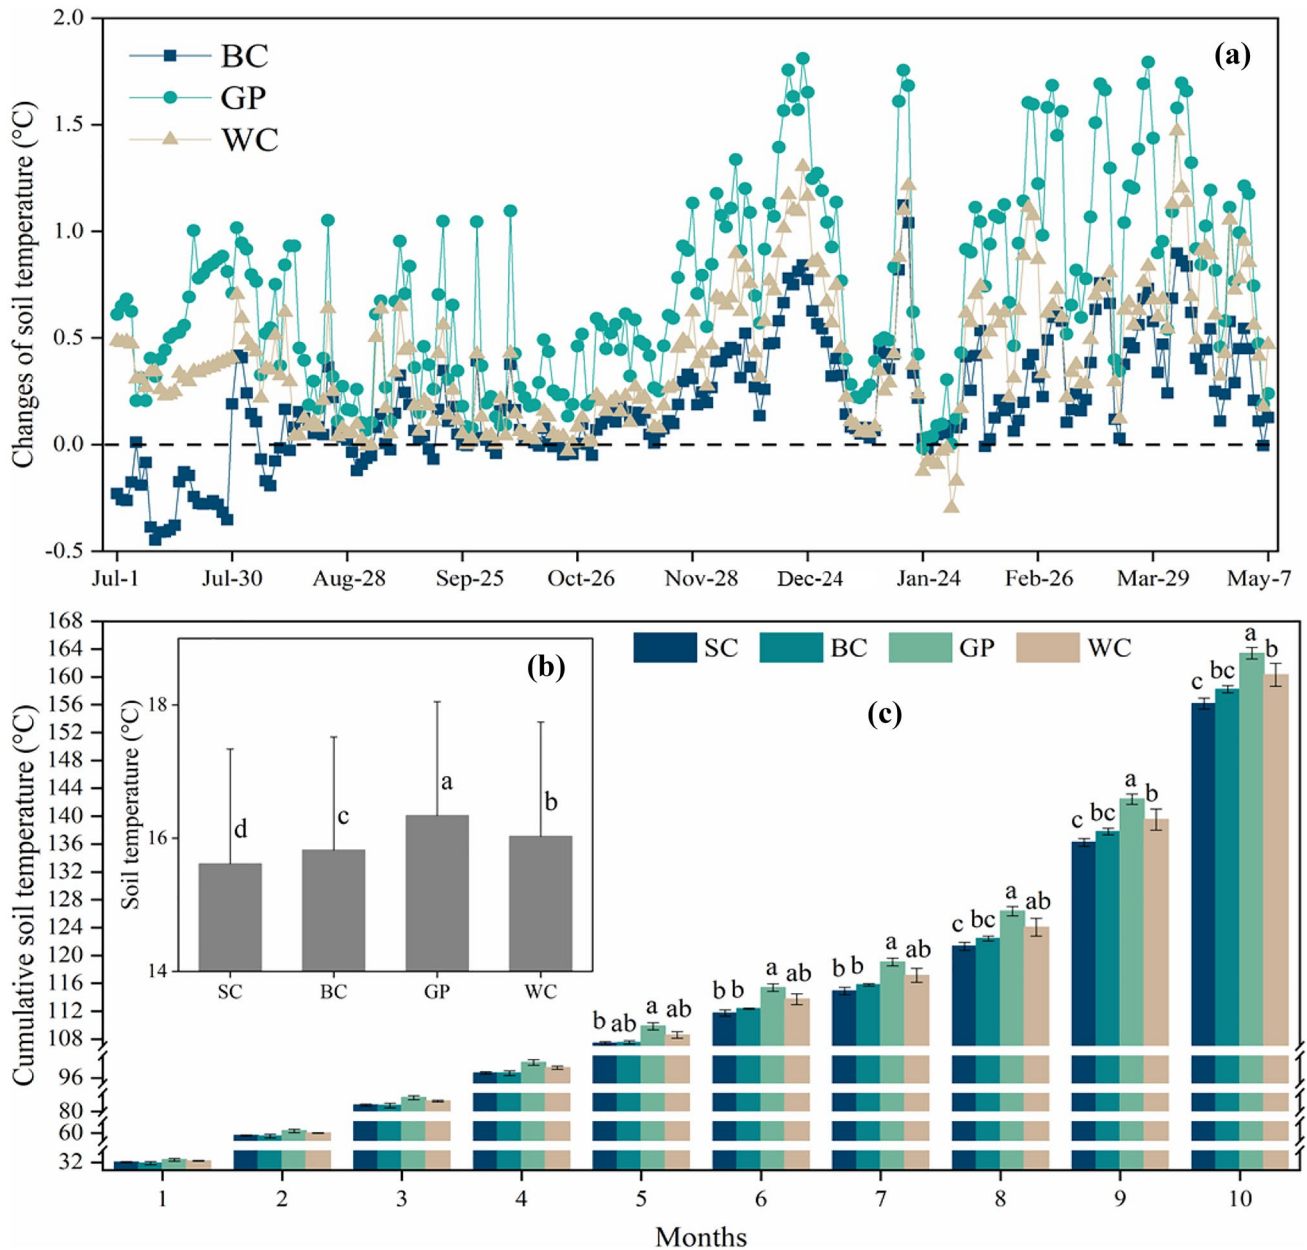 2.0
1.5
1.0
0.5
0.0
-0.5
Changes of soil temperature (°C)
BC
GP
WC
(a)
Jul-1 Jul-30 Aug-28 Sep-25 Oct-26 Nov-28 Dec-24 Jan-24 Feb-26 Mar-29 May-7
168
164
160
156
152
148
144
140
136
132
128
124
120
116
112
108
96
80
60
32
Cumulative soil temperature (°C)
(b)
18
16
14
Soil temperature (°C)
d c a b
SC BC GP WC
SC BC GP WC
(c)
b ab a ab
b b a ab
b b a ab
c bc a ab
c bc a b
c bc a b
1 2 3 4 5 6 7 8 9 10
Months